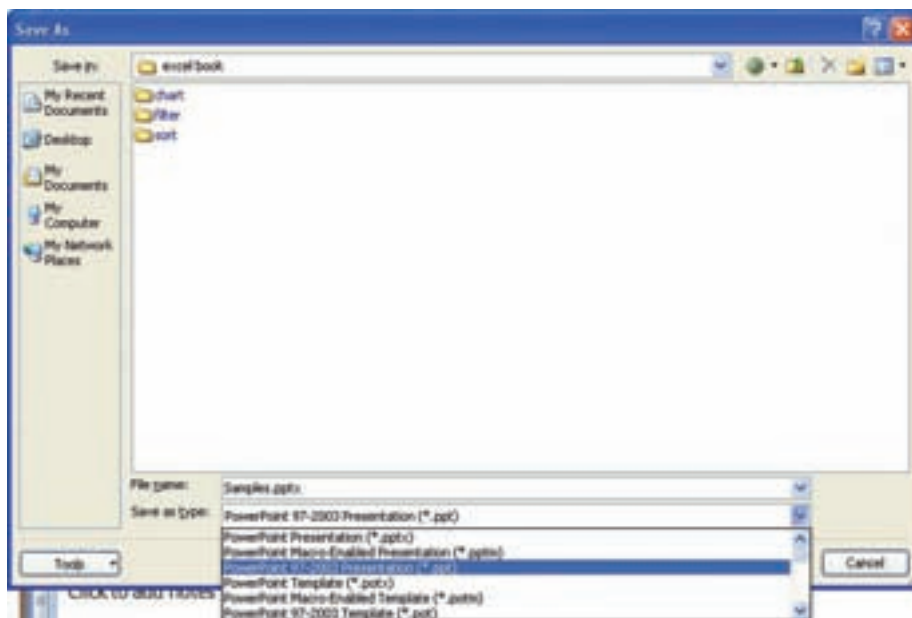 Save As
Save in:
excel book
My Recent
Documents
Desktop
My
Documents
My
Computer
My Network
Places
chart
filter
sort
File name:
Samples.pptx
Save as type:
PowerPoint 97-2003 Presentation (*.ppt)
PowerPoint Presentation (*.pptx)
PowerPoint Macro-Enabled Presentation (*.pptm)
PowerPoint 97-2003 Presentation (*.ppt)
PowerPoint Template (*.potx)
PowerPoint Macro-Enabled Template (*.potm)
PowerPoint 97-2003 Template (*.pot)
Tools
Cancel
Click to add notes